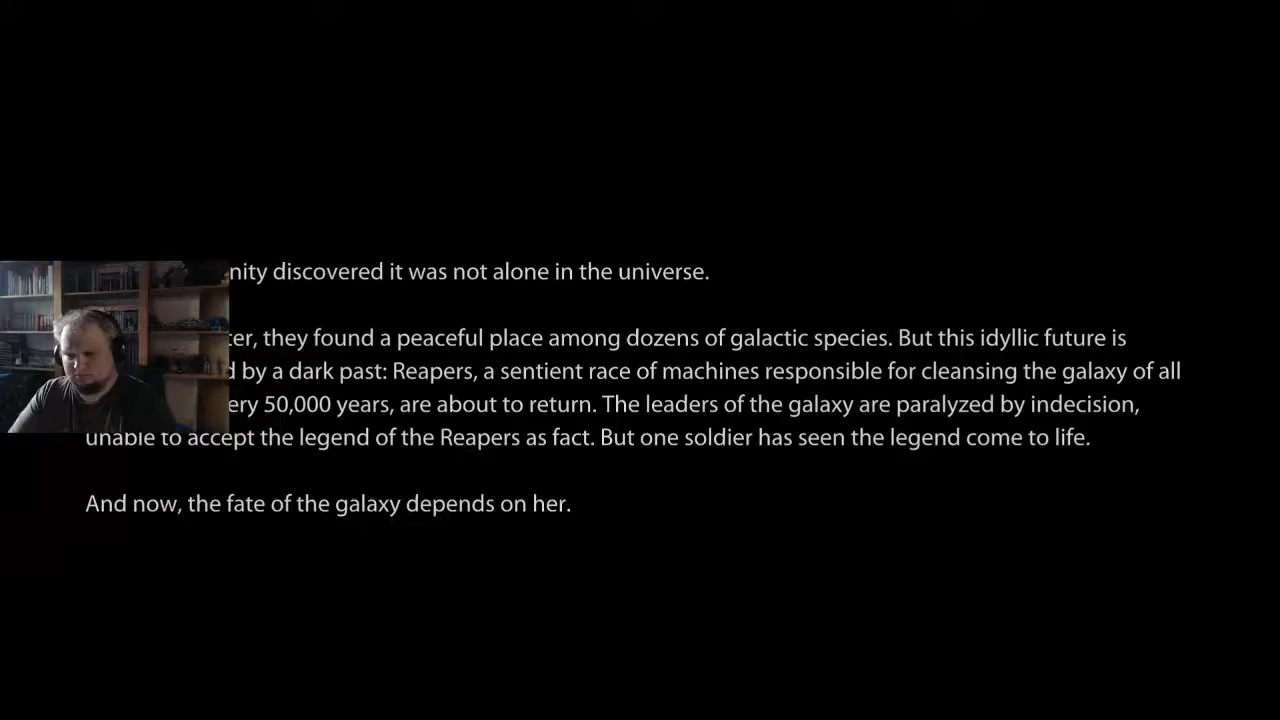 discovered it was not alone in the universe.
they found a peaceful place among dozens of galactic species. But this idyllic future is
by a dark past: Reapers, a sentient race of machines responsible for cleansing the galaxy of all
50,000 years, are about to return. The leaders of the galaxy are paralyzed by indecision,
unable to accept the legend of the Reapers as fact. But one soldier has seen the legend come to life.
And now, the fate of the galaxy depends on her.